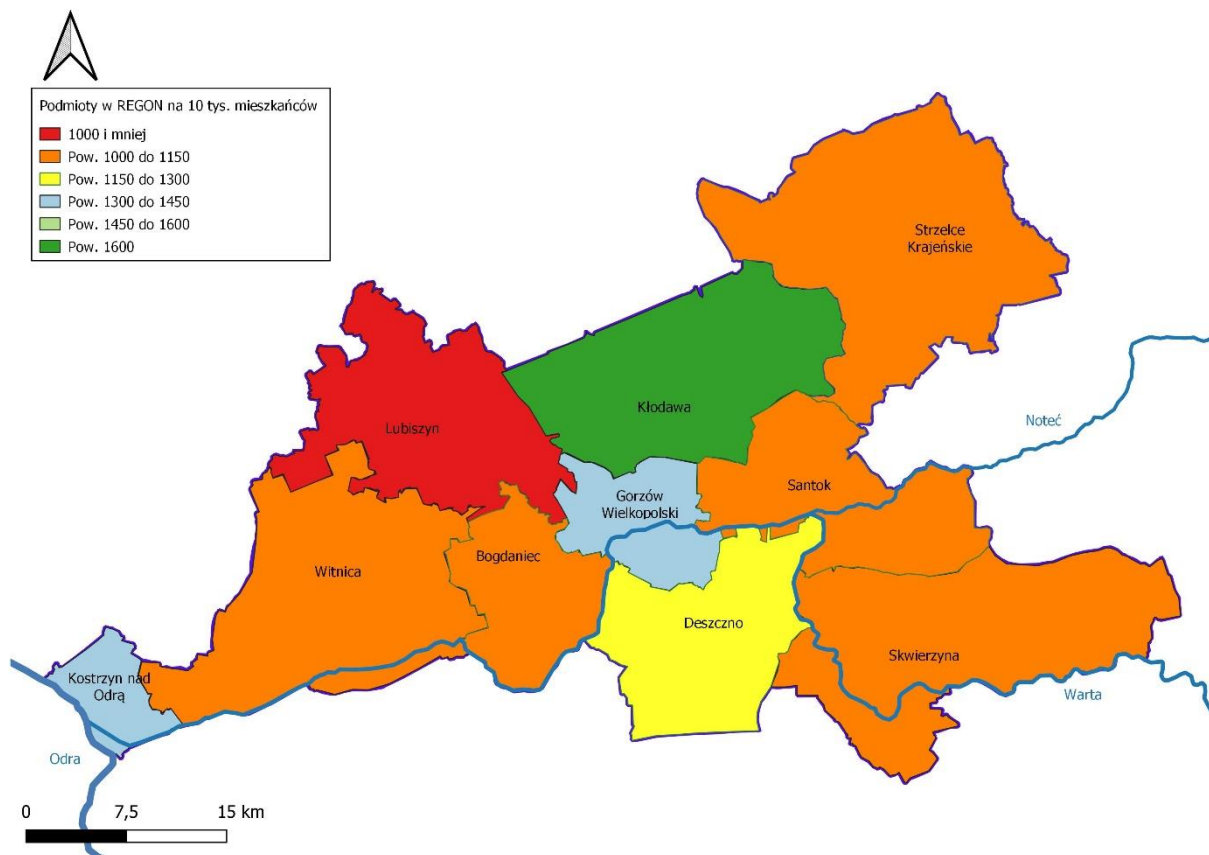 Podmioty w REGON na 10 tys. mieszkańców
1000 i mniej
Pow. 1000 do 1150
Pow. 1150 do 1300
Pow. 1300 do 1450
Pow. 1450 do 1600
Pow. 1600
Strzelce
Krajeńskie
Kłodawa
Lubiszyn
Noteć
Santok
Gorzów
Wielkopolski
Bogdaniec
Witnica
Deszczno
Skwierzyna
Kostrzyn nad
Odrą
Warta
Odra
0 7,5 15 km